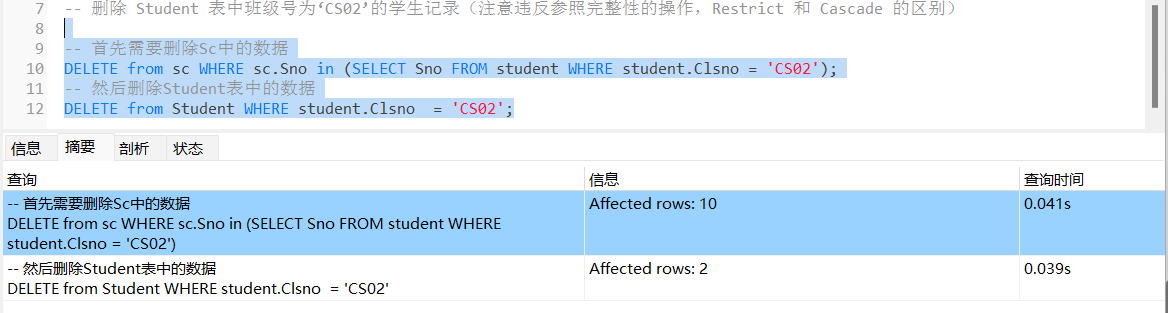 7 -- 删除 Student 表中班级号为‘CS02’的学生记录（注意违反参照完整性的操作，Restrict 和 Cascade 的区别）
8
9 -- 首先需要删除Sc中的数据
10 DELETE from sc WHERE sc.Sno in (SELECT Sno FROM student WHERE student.Clsno = 'CS02');
11 -- 然后删除Student表中的数据
12 DELETE from Student WHERE student.Clsno  = 'CS02';
信息 摘要 剖析 状态
查询 信息 查询时间
-- 首先需要删除Sc中的数据 Affected rows: 10 0.041s
DELETE from sc WHERE sc.Sno in (SELECT Sno FROM student WHERE
student.Clsno = 'CS02')
-- 然后删除Student表中的数据 Affected rows: 2 0.039s
DELETE from Student WHERE student.Clsno  = 'CS02'